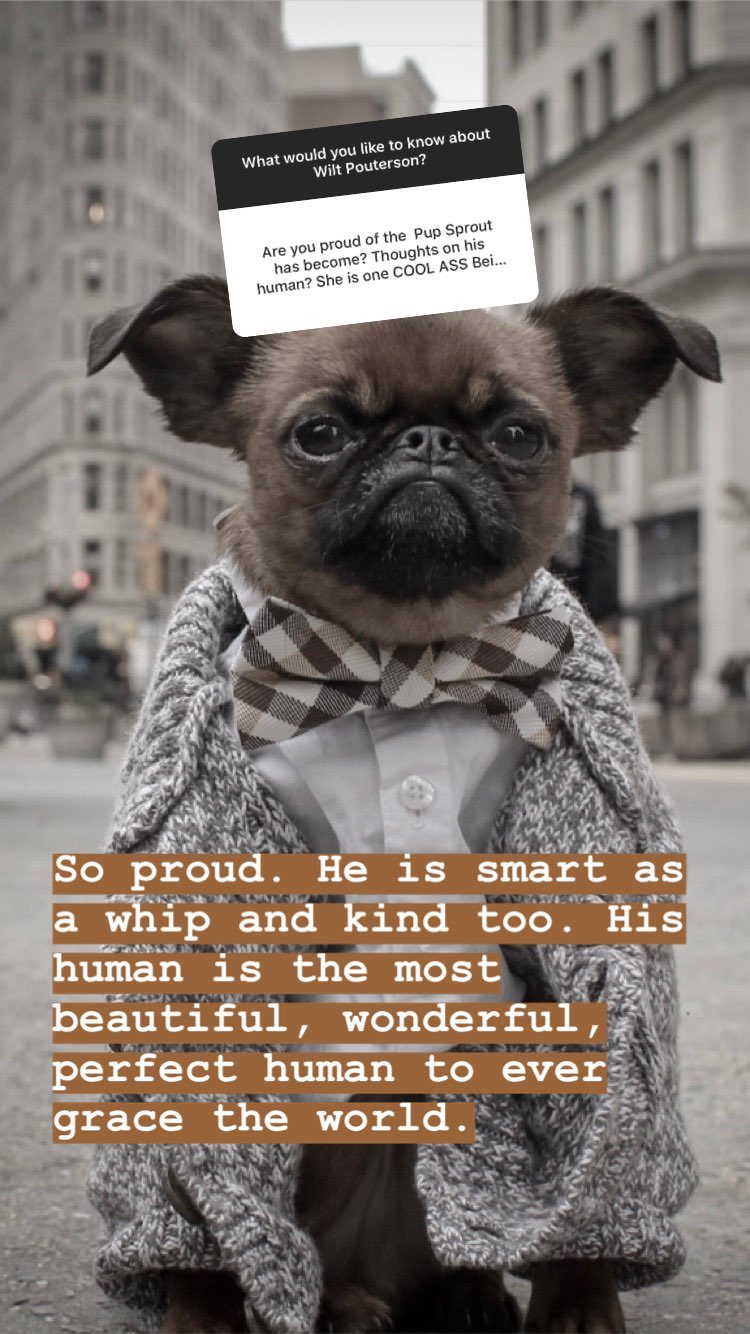 What would you like to know about
Wilt Pouterson?
Are you proud of the Pup Sprout
has become? Thoughts on his
human? She is one COOL ASS Bei...
So proud. He is smart as
a whip and kind too. His
human is the most
beautiful, wonderful,
perfect human to ever
grace the world.